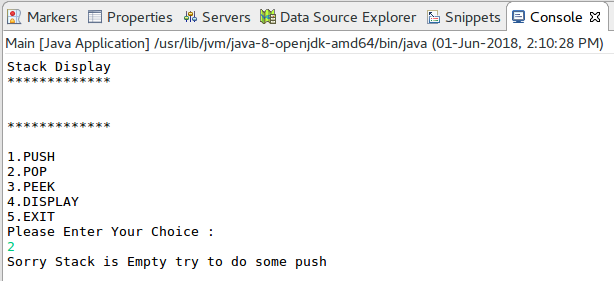 Markers Properties Servers Data Source Explorer Snippets Console
Main [Java Application] /usr/lib/jvm/java-8-openjdk-amd64/bin/java (01-Jun-2018, 2:10:28 PM)
Stack Display
*************
*************
1.PUSH
2.POP
3.PEEK
4.DISPLAY
5.EXIT
Please Enter Your Choice :
2
Sorry Stack is Empty try to do some push